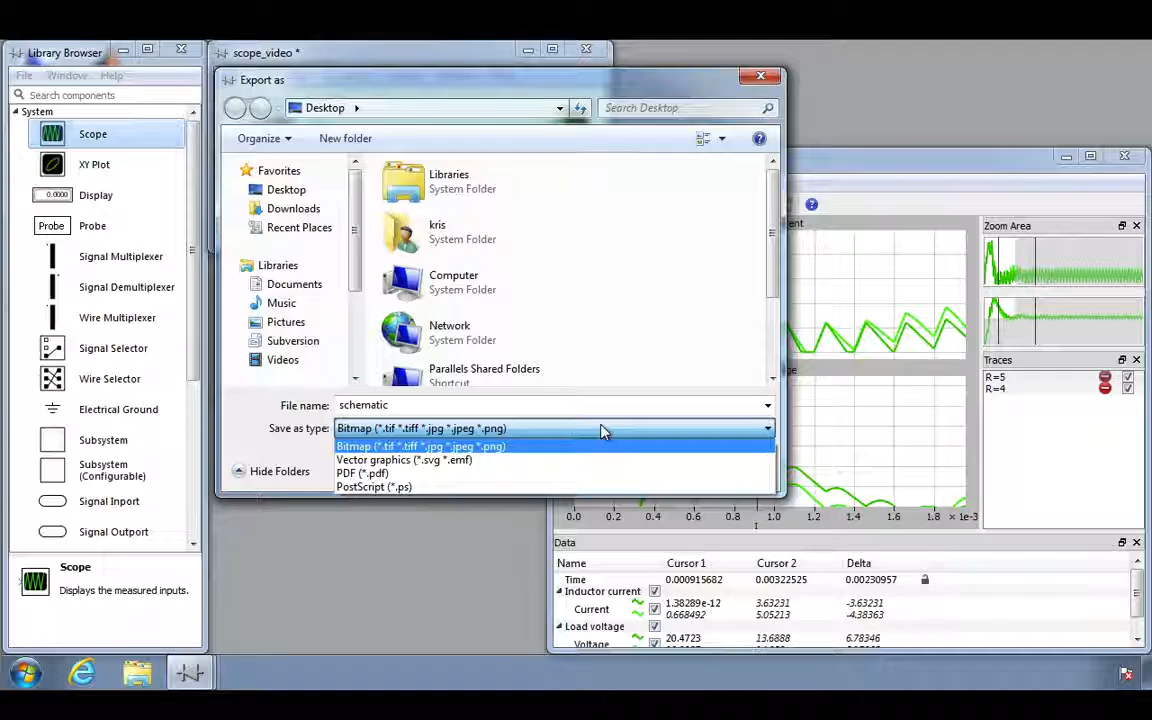 Library Browser
File Window Help
Search components
System
Scope
XY Plot
0.0000 Display
Probe Probe
Signal Multiplexer
Signal Demultiplexer
Wire Multiplexer
Signal Selector
Wire Selector
Electrical Ground
Subsystem
Subsystem
(Configurable)
Signal Inport
Signal Outport
Scope
Displays the measured inputs.
scope_video *
Export as
Desktop
Search Desktop
Organize New folder
Favorites
Desktop
Downloads
Recent Places
Libraries
Documents
Music
Pictures
Subversion
Videos
Libraries
System Folder
kris
System Folder
Computer
System Folder
Network
System Folder
Parallels Shared Folders
Shortcut
File name: schematic
Save as type: Bitmap (*.tif *.tiff *.jpg *.jpeg *.png)
Bitmap (*.tif *.tiff *.jpg *.jpeg *.png)
Vector graphics (*.svg *.emf)
PDF (*.pdf)
PostScript (*.ps)
Hide Folders
Zoom Area
Traces
R=5
R=4
0.0 0.2 0.4 0.6 0.8 1.0 1.2 1.4 1.6 1.8 × 1e-3
Data
Name Cursor 1 Cursor 2 Delta
Time 0.000915682 0.00322525 0.00230957
Inductor current
Current 1.38289e-12 3.63231 -3.63231
0.668492 5.05213 -4.38363
Load voltage
Voltage 20.4723 13.6888 6.78346